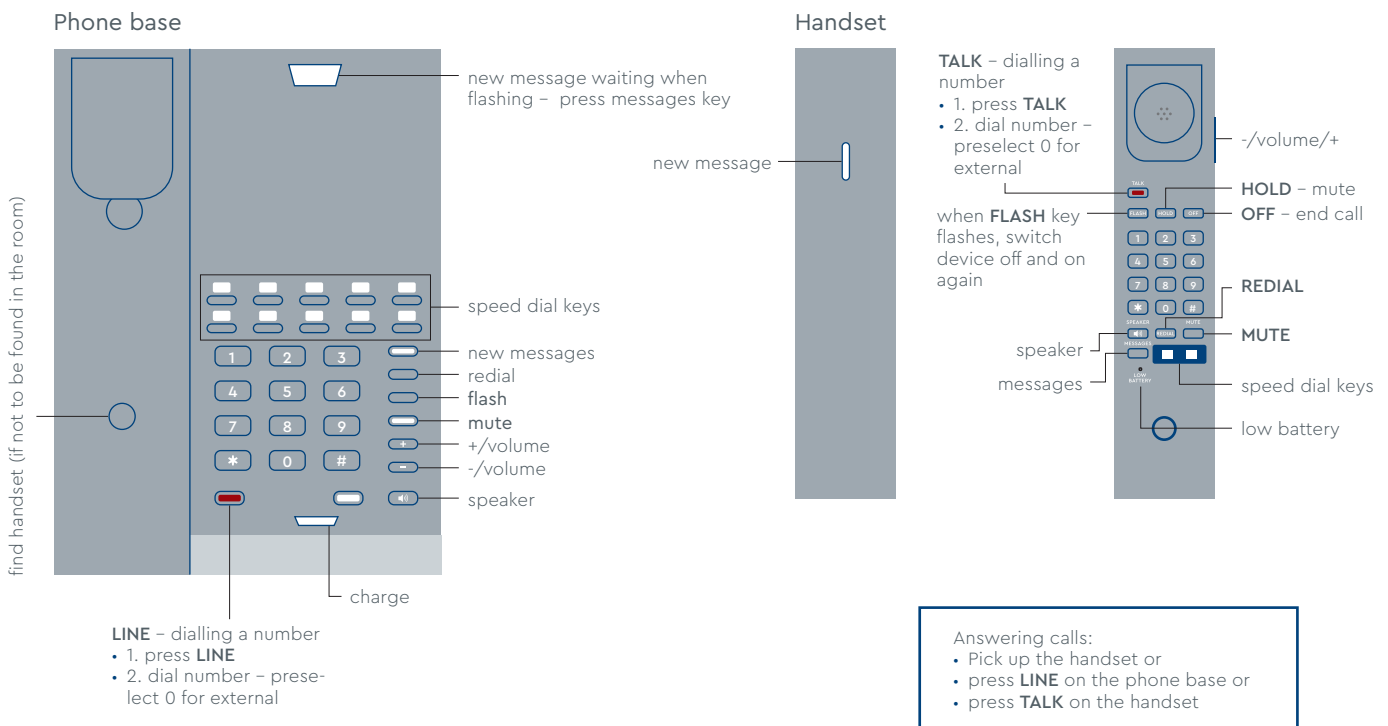 Phone base
new message waiting when
flashing – press messages key
find handset (if not to be found in the room)
speed dial keys
1 2 3
4 5 6
7 8 9
* 0 #
new messages
redial
flash
mute
+
+/volume
-
-/volume
speaker
charge
LINE – dialling a number
• 1. press LINE
• 2. dial number – prese-
lect 0 for external
Handset
new message
TALK – dialling a
number
• 1. press TALK
• 2. dial number –
preselect 0 for
external
when FLASH key
flashes, switch
device off and on
again
speaker
messages
TALK
FLASH HOLD OFF
1 2 3
4 5 6
7 8 9
* 0 #
SPEAKER MUTE
REDIAL
MESSAGES
LOW
BATTERY
-/volume/+
HOLD – mute
OFF – end call
REDIAL
MUTE
speed dial keys
low battery
Answering calls:
• Pick up the handset or
• press LINE on the phone base or
• press TALK on the handset